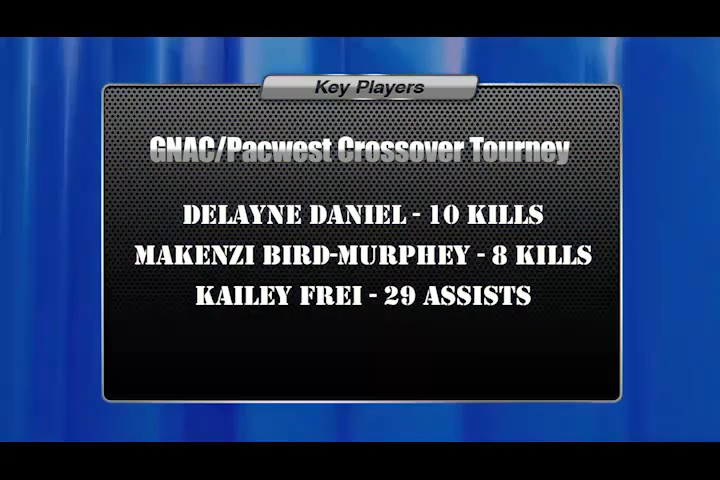 Key Players
GNAC/Pacwest Crossover Tourney
DELAYNE DANIEL - 10 KILLS
MAKENZI BIRD-MURPHEY - 8 KILLS
KAILEY FREI - 29 ASSISTS